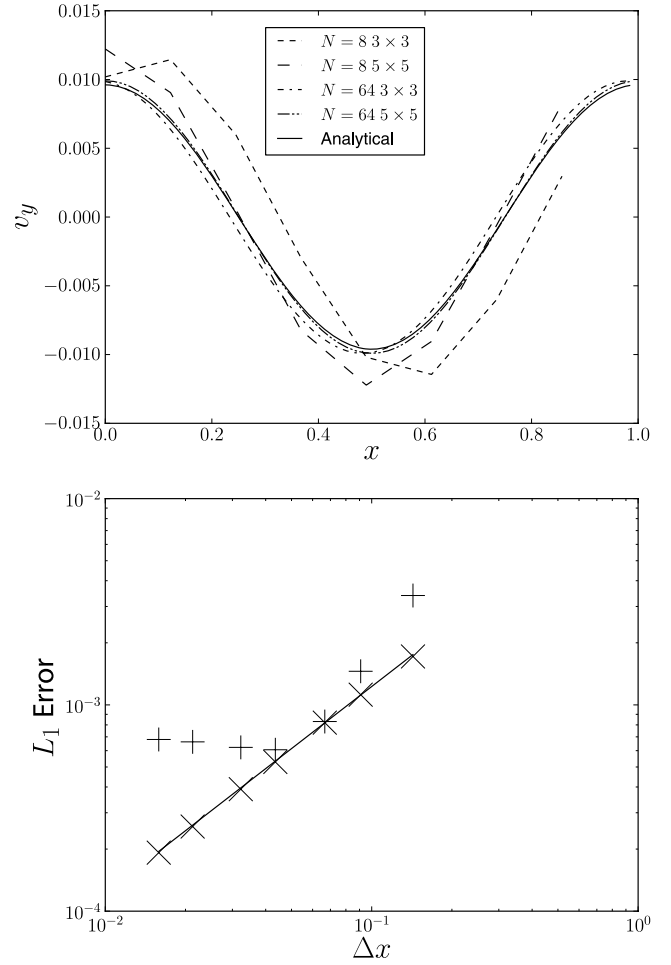 0.015
0.010
0.005
0.000
−0.005
−0.010
−0.015
v_y
N = 8 3 × 3
N = 8 5 × 5
N = 64 3 × 3
N = 64 5 × 5
Analytical
0.0 0.2 0.4 0.6 0.8 1.0
x
10^{-2}
10^{-3}
10^{-4}
L_1 Error
10^{-2} 10^{-1} 10^0
Δx